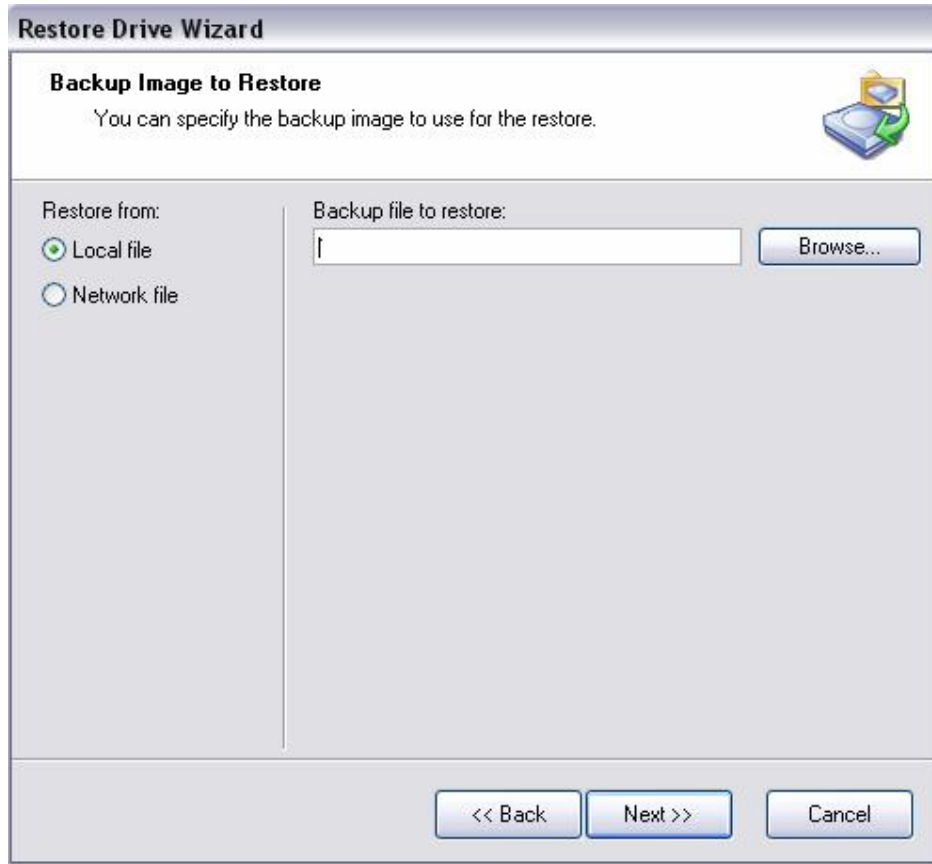 Restore Drive Wizard
Backup Image to Restore
You can specify the backup image to use for the restore.
Restore from:
Local file
Network file
Backup file to restore:
Browse...
<< Back
Next >>
Cancel